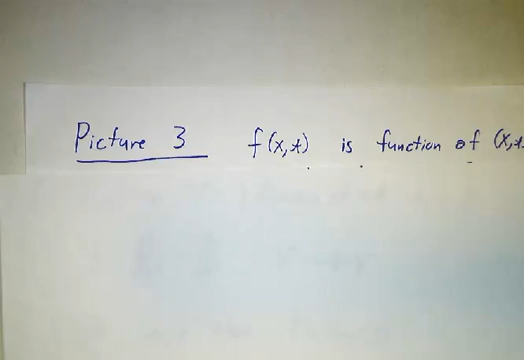 Picture 3 f(x,t) is function of (x,t